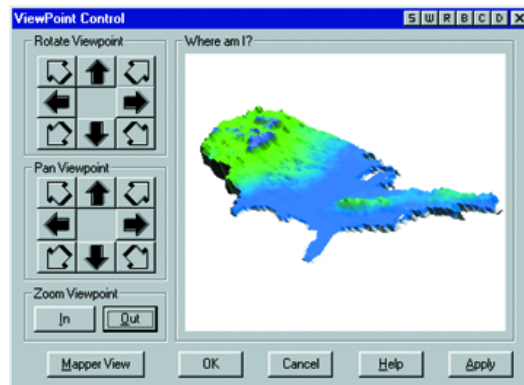 ViewPoint Control
S W R B C D X
Rotate Viewpoint
Where am I?
Pan Viewpoint
Zoom Viewpoint
In
Out
Mapper View
OK
Cancel
Help
Apply